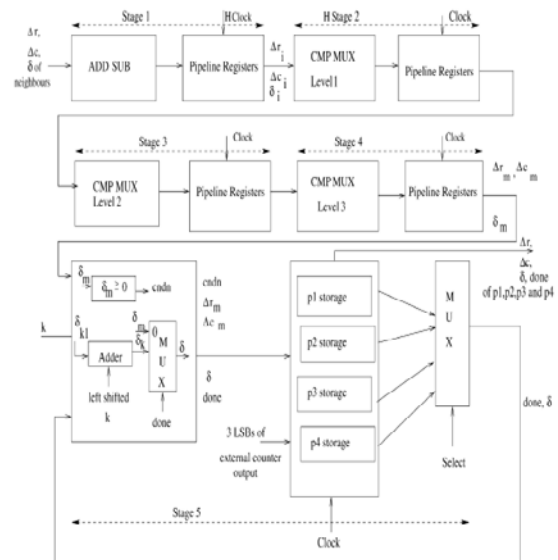 Stage 1
H Clock
H Stage 2
Clock
Δr,
Δc,
δ of
neighbours
ADD SUB
Pipeline Registers
Δr i
Δc i
δ i
CMP MUX
Level 1
Pipeline Registers
Stage 3
Clock
Stage 4
Clock
CMP MUX
Level 2
Pipeline Registers
CMP MUX
Level 3
Pipeline Registers
Δr m , Δc m
δ m
Δr,
Δc,
δ, done
of p1,p2,p3 and p4
δ m
δ m ≥ 0
cndn
cndn
Δr m
Δc m
k
δ k1
Adder
δ m 0
δ k
M
U
X
δ
δ
done
left shifted
k
done
p1 storage
p2 storage
p3 storage
p4 storage
M
U
X
3 LSBs of
external counter
output
Select
done, δ
Stage 5
Clock